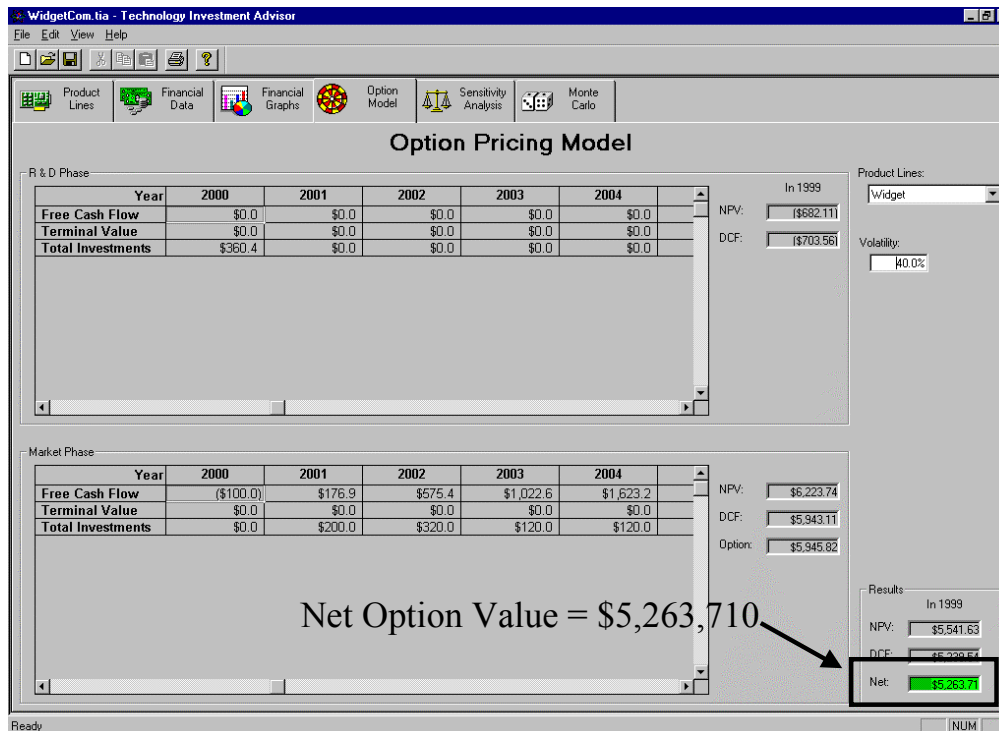 WidgetCom.tia - Technology Investment Advisor
File Edit View Help
Product Lines
Financial Data
Financial Graphs
Option Model
Sensitivity Analysis
Monte Carlo
Option Pricing Model
R & D Phase
Year 2000 2001 2002 2003 2004
Free Cash Flow $0.0 $0.0 $0.0 $0.0 $0.0
Terminal Value $0.0 $0.0 $0.0 $0.0 $0.0
Total Investments $360.4 $0.0 $0.0 $0.0 $0.0
In 1999
NPV: ($682.11)
DCF: ($703.56)
Product Lines:
Widget
Volatility:
40.0%
Market Phase
Year 2000 2001 2002 2003 2004
Free Cash Flow ($100.0) $176.9 $575.4 $1,022.6 $1,623.2
Terminal Value $0.0 $0.0 $0.0 $0.0 $0.0
Total Investments $0.0 $200.0 $320.0 $120.0 $120.0
NPV: $6,223.74
DCF: $5,943.11
Option: $5,945.82
Net Option Value = $5,263,710
Results
In 1999
NPV: $5,541.63
DCF: $5,239.54
Net: $5,263.71
Ready
NUM